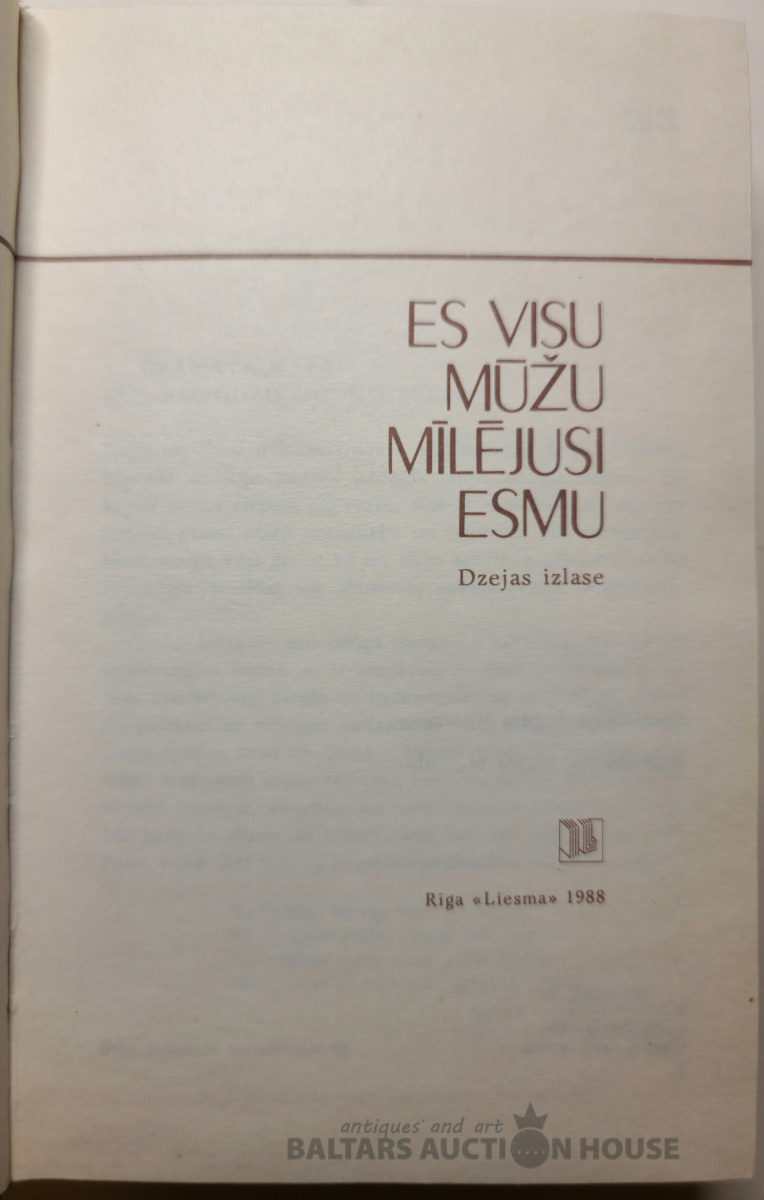 ES VISU
MŪŽU
MĪLĒJUSI
ESMU
Dzejas izlase
Rīga «Liesma» 1988
antiques and art
BALTARS AUCTION HOUSE